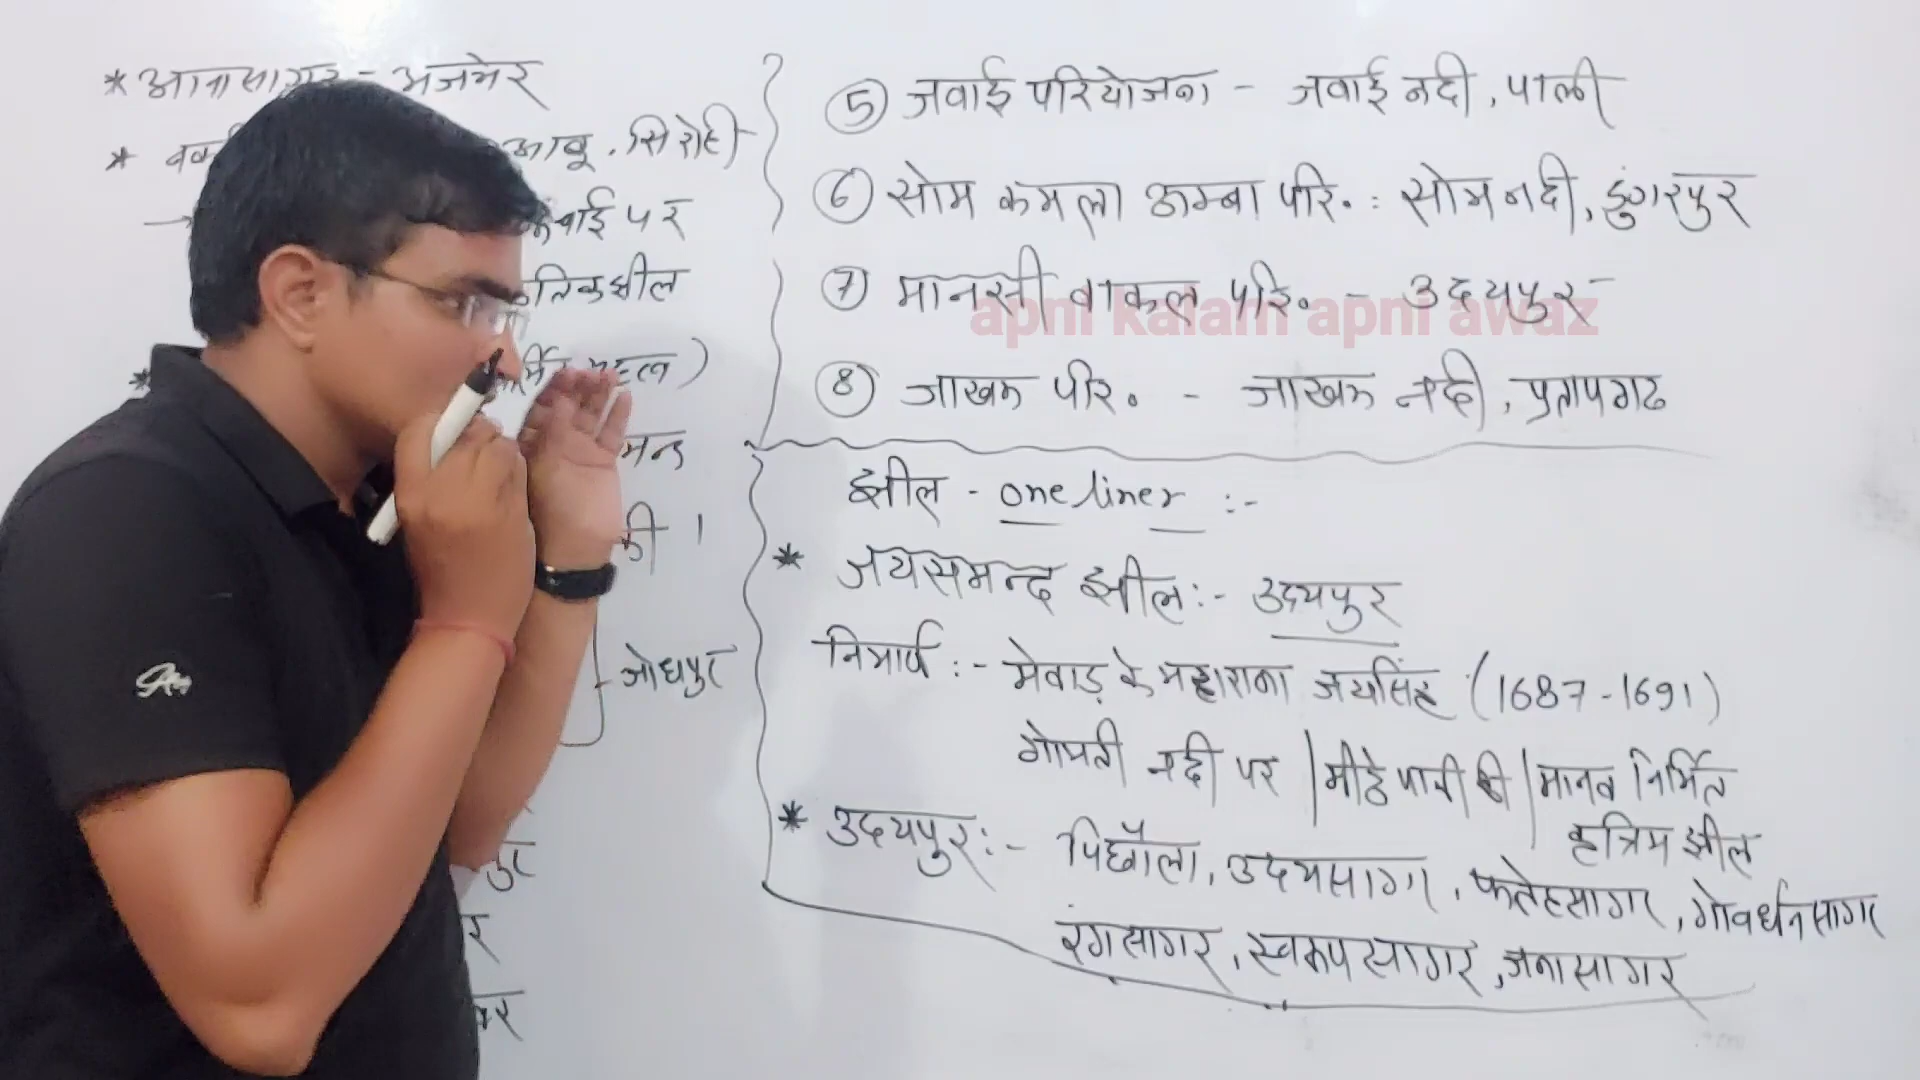 * आनासागर - अजमेर
* आबू, सिरोही
→ ऊंचाई पर
झील
महत्व)
की ।
जोधपुर
⑤ जवाई परियोजना - जवाई नदी, पाली
⑥ सोम कमला अम्बा परि. : सोम नदी, डुंगरपुर
⑦ मानसी वाकल परि. - उदयपुर
apni kalam apni awaz
⑧ जाखम परि. - जाखम नदी, प्रतापगढ
झील - one liner :-
* जयसमन्द झील :- उदयपुर
निर्माण :- मेवाड़ के महाराना जयसिंह (1687-1691)
गोमती नदी पर | मीठे पानी की | मानव निर्मित
कृत्रिम झील
* उदयपुर :- पिछौला, उदयसागर, फतेहसागर, गोवर्धनसागर
रंगसागर, स्वरूपसागर, जनासागर